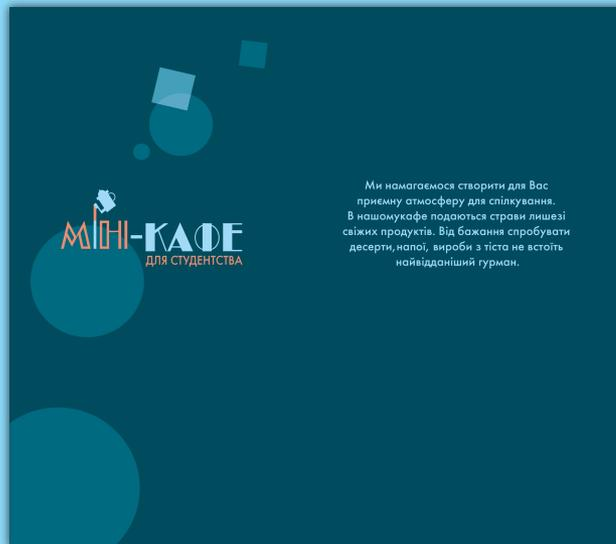 МІНІ-КАФЕ
ДЛЯ СТУДЕНТСТВА
Ми намагаємося створити для Вас
приємну атмосферу для спілкування.
В нашомукафе подаються страви лишезі
свіжих продуктів. Від бажання спробувати
десерти,напої, вироби з тіста не встоїть
найвідданіший гурман.